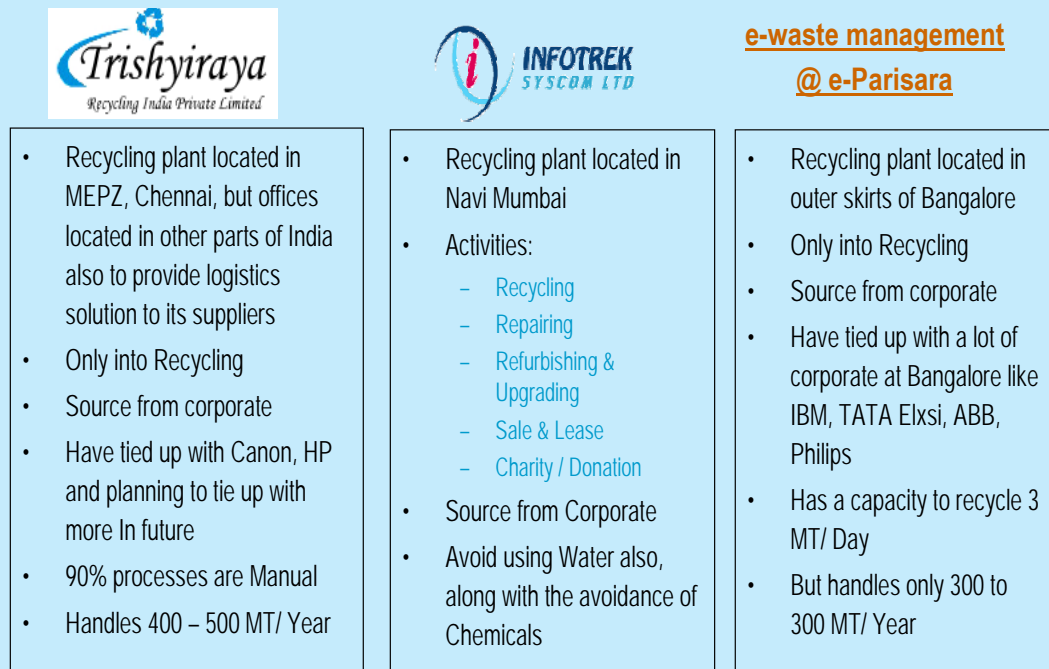 Trishyiraya
Recycling India Private Limited
• Recycling plant located in
MEPZ, Chennai, but offices
located in other parts of India
also to provide logistics
solution to its suppliers
• Only into Recycling
• Source from corporate
• Have tied up with Canon, HP
and planning to tie up with
more In future
• 90% processes are Manual
• Handles 400 – 500 MT/ Year
i
INFOTREK
SYSCOM LTD
• Recycling plant located in
Navi Mumbai
• Activities:
– Recycling
– Repairing
– Refurbishing &
Upgrading
– Sale & Lease
– Charity / Donation
• Source from Corporate
• Avoid using Water also,
along with the avoidance of
Chemicals
e-waste management
@ e-Parisara
• Recycling plant located in
outer skirts of Bangalore
• Only into Recycling
• Source from corporate
• Have tied up with a lot of
corporate at Bangalore like
IBM, TATA Elxsi, ABB,
Philips
• Has a capacity to recycle 3
MT/ Day
• But handles only 300 to
300 MT/ Year